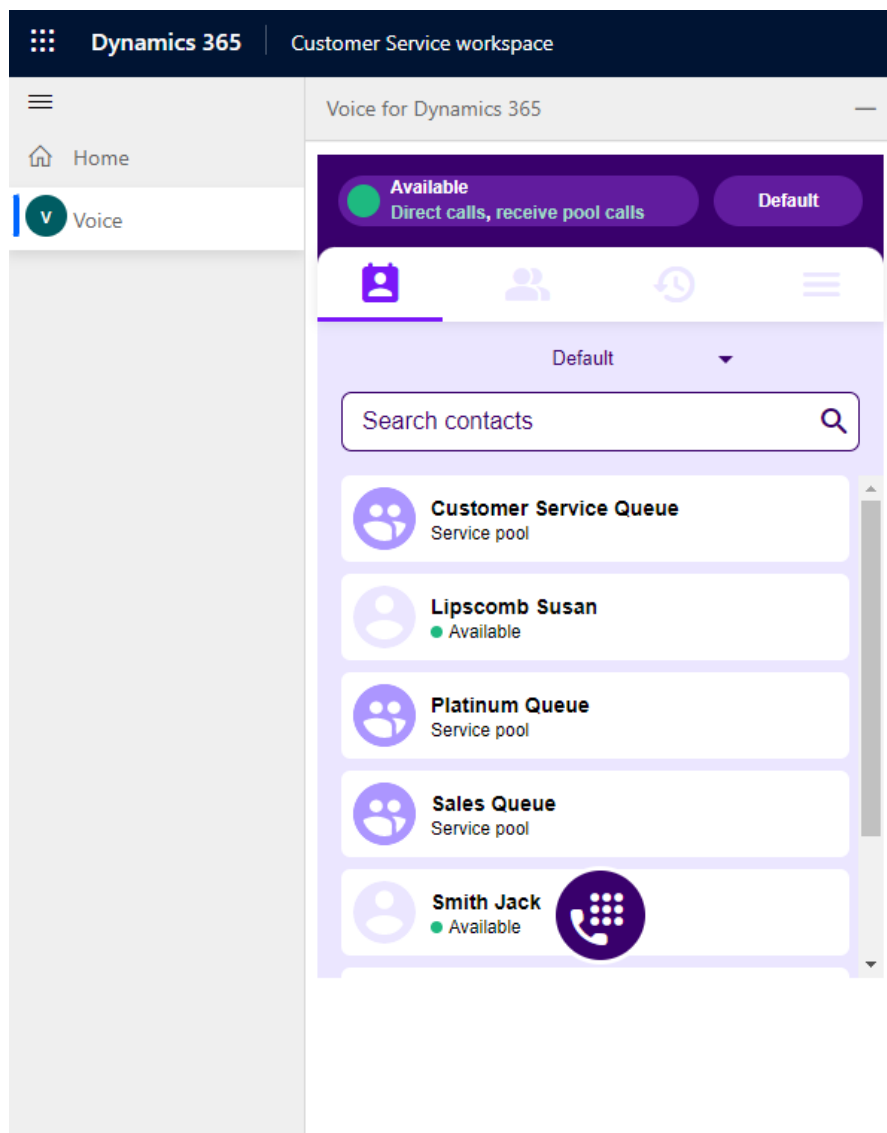 Dynamics 365
Customer Service workspace
Voice for Dynamics 365
Home
V
Voice
Available
Direct calls, receive pool calls
Default
Default
Search contacts
Customer Service Queue
Service pool
Lipscomb Susan
Available
Platinum Queue
Service pool
Sales Queue
Service pool
Smith Jack
Available